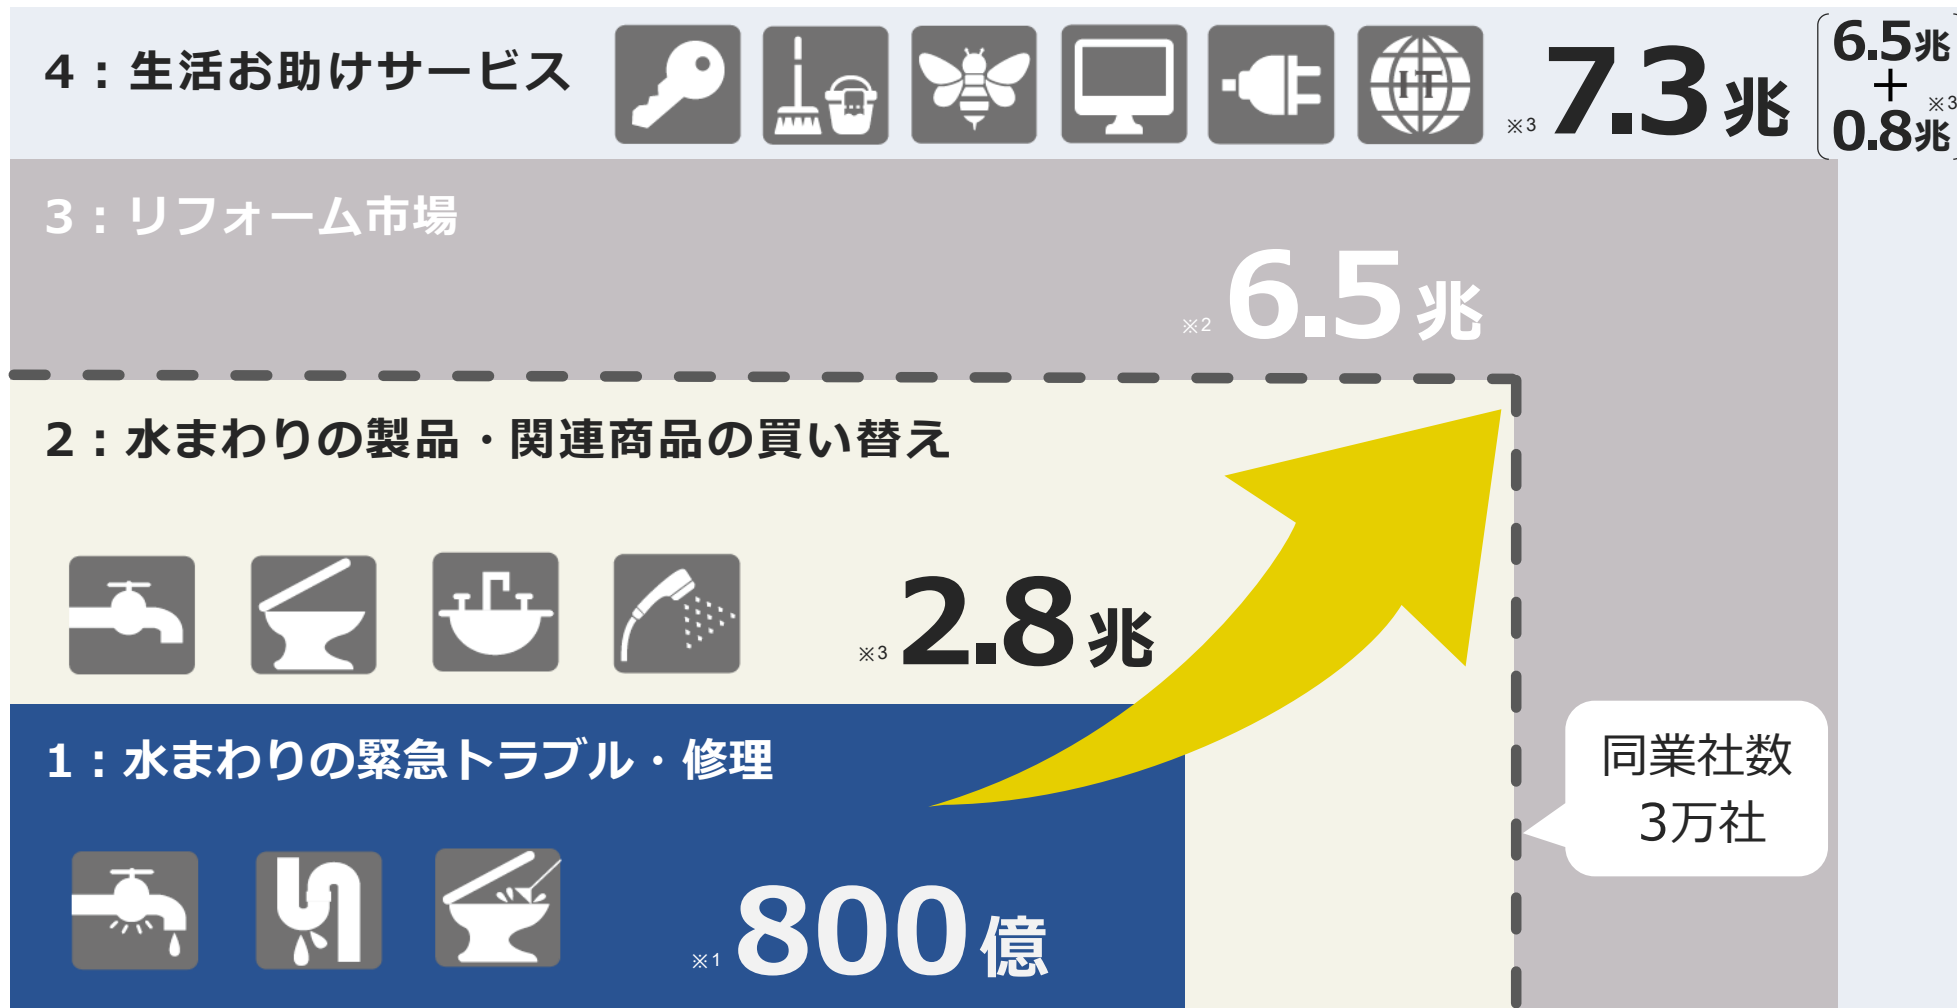 4：生活お助けサービス
IT
※3 7.3兆
6.5兆
＋
※3
0.8兆
3：リフォーム市場
※2 6.5兆
2：水まわりの製品・関連商品の買い替え
※3 2.8兆
1：水まわりの緊急トラブル・修理
※1 800億
同業社数
3万社